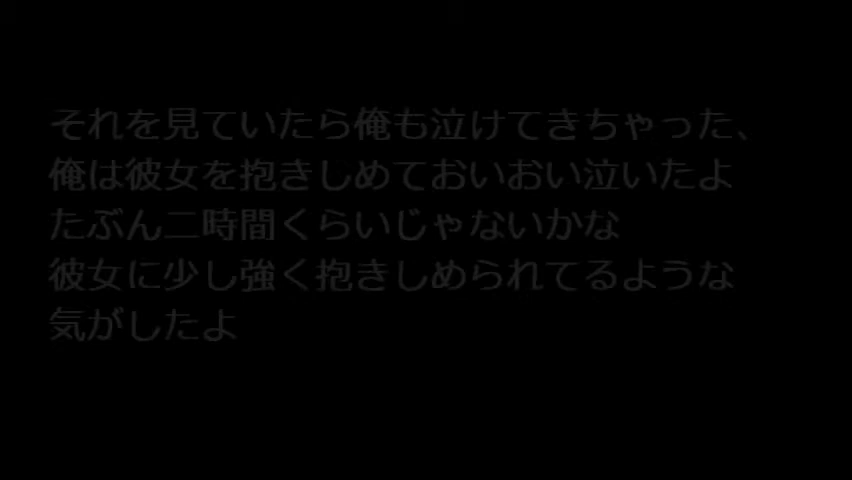 それを見ていたら俺も泣けてきちゃった、
俺は彼女を抱きしめておいおい泣いたよ
たぶん二時間くらいじゃないかな
彼女に少し強く抱きしめられてるような
気がしたよ